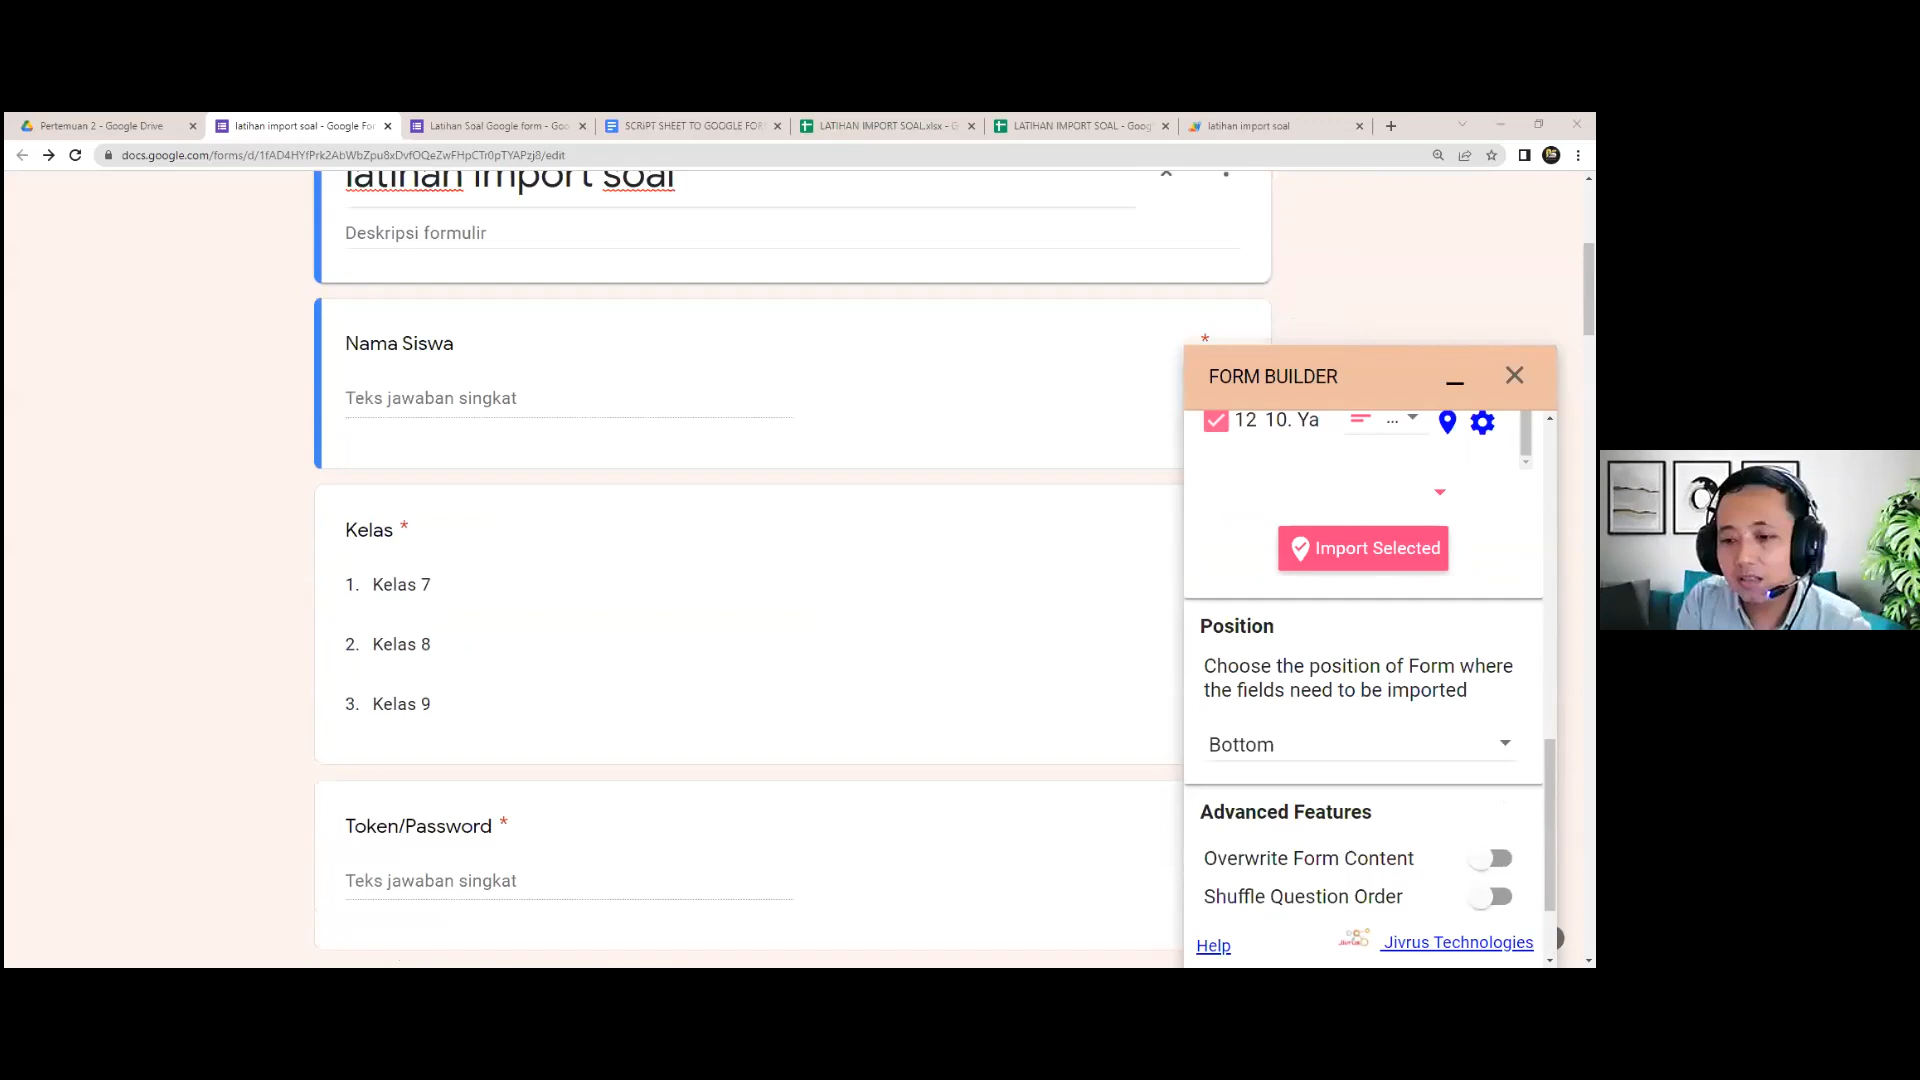 Pertemuan 2 - Google Drive
latihan import soal - Google For
Latihan Soal Google form - Goo
SCRIPT SHEET TO GOOGLE FOR
LATIHAN IMPORT SOAL.xlsx - G
LATIHAN IMPORT SOAL - Goog
latihan import soal
docs.google.com/forms/d/1fAD4HYfPrk2AbWbZpu8xDvfOQeZwFHpCTr0pTYAPzj8/edit
latihan import soal
Deskripsi formulir
Nama Siswa
*
Teks jawaban singkat
Kelas *
1. Kelas 7
2. Kelas 8
3. Kelas 9
Token/Password *
Teks jawaban singkat
FORM BUILDER
12 10. Ya ...
Import Selected
Position
Choose the position of Form where
the fields need to be imported
Bottom
Advanced Features
Overwrite Form Content
Shuffle Question Order
Help
Jivrus Technologies